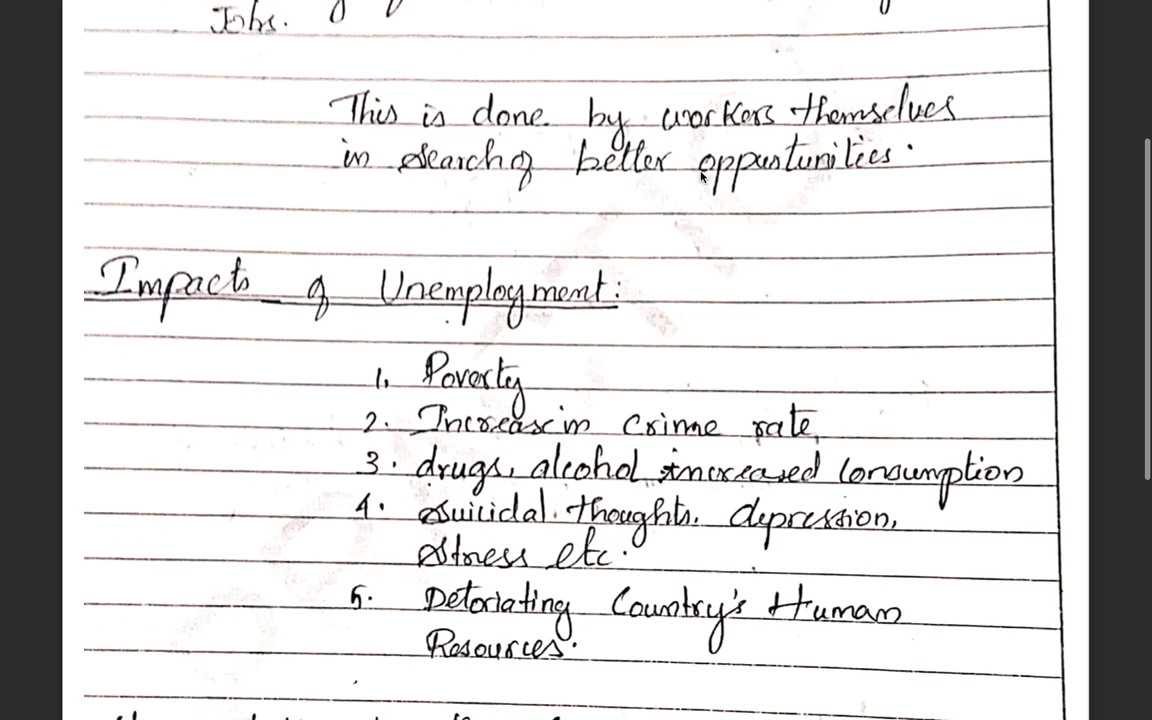 Jobs.
This is done by workers themselves
in search of better oppurtunities.
Impacts of Unemployment:
1. Poverty
2. Increase in Crime rate,
3. drugs, alcohol increased Consumption
4. Suicidal thoughts, depression,
Stress etc.
5. Detoriating Country's Human
Resources.